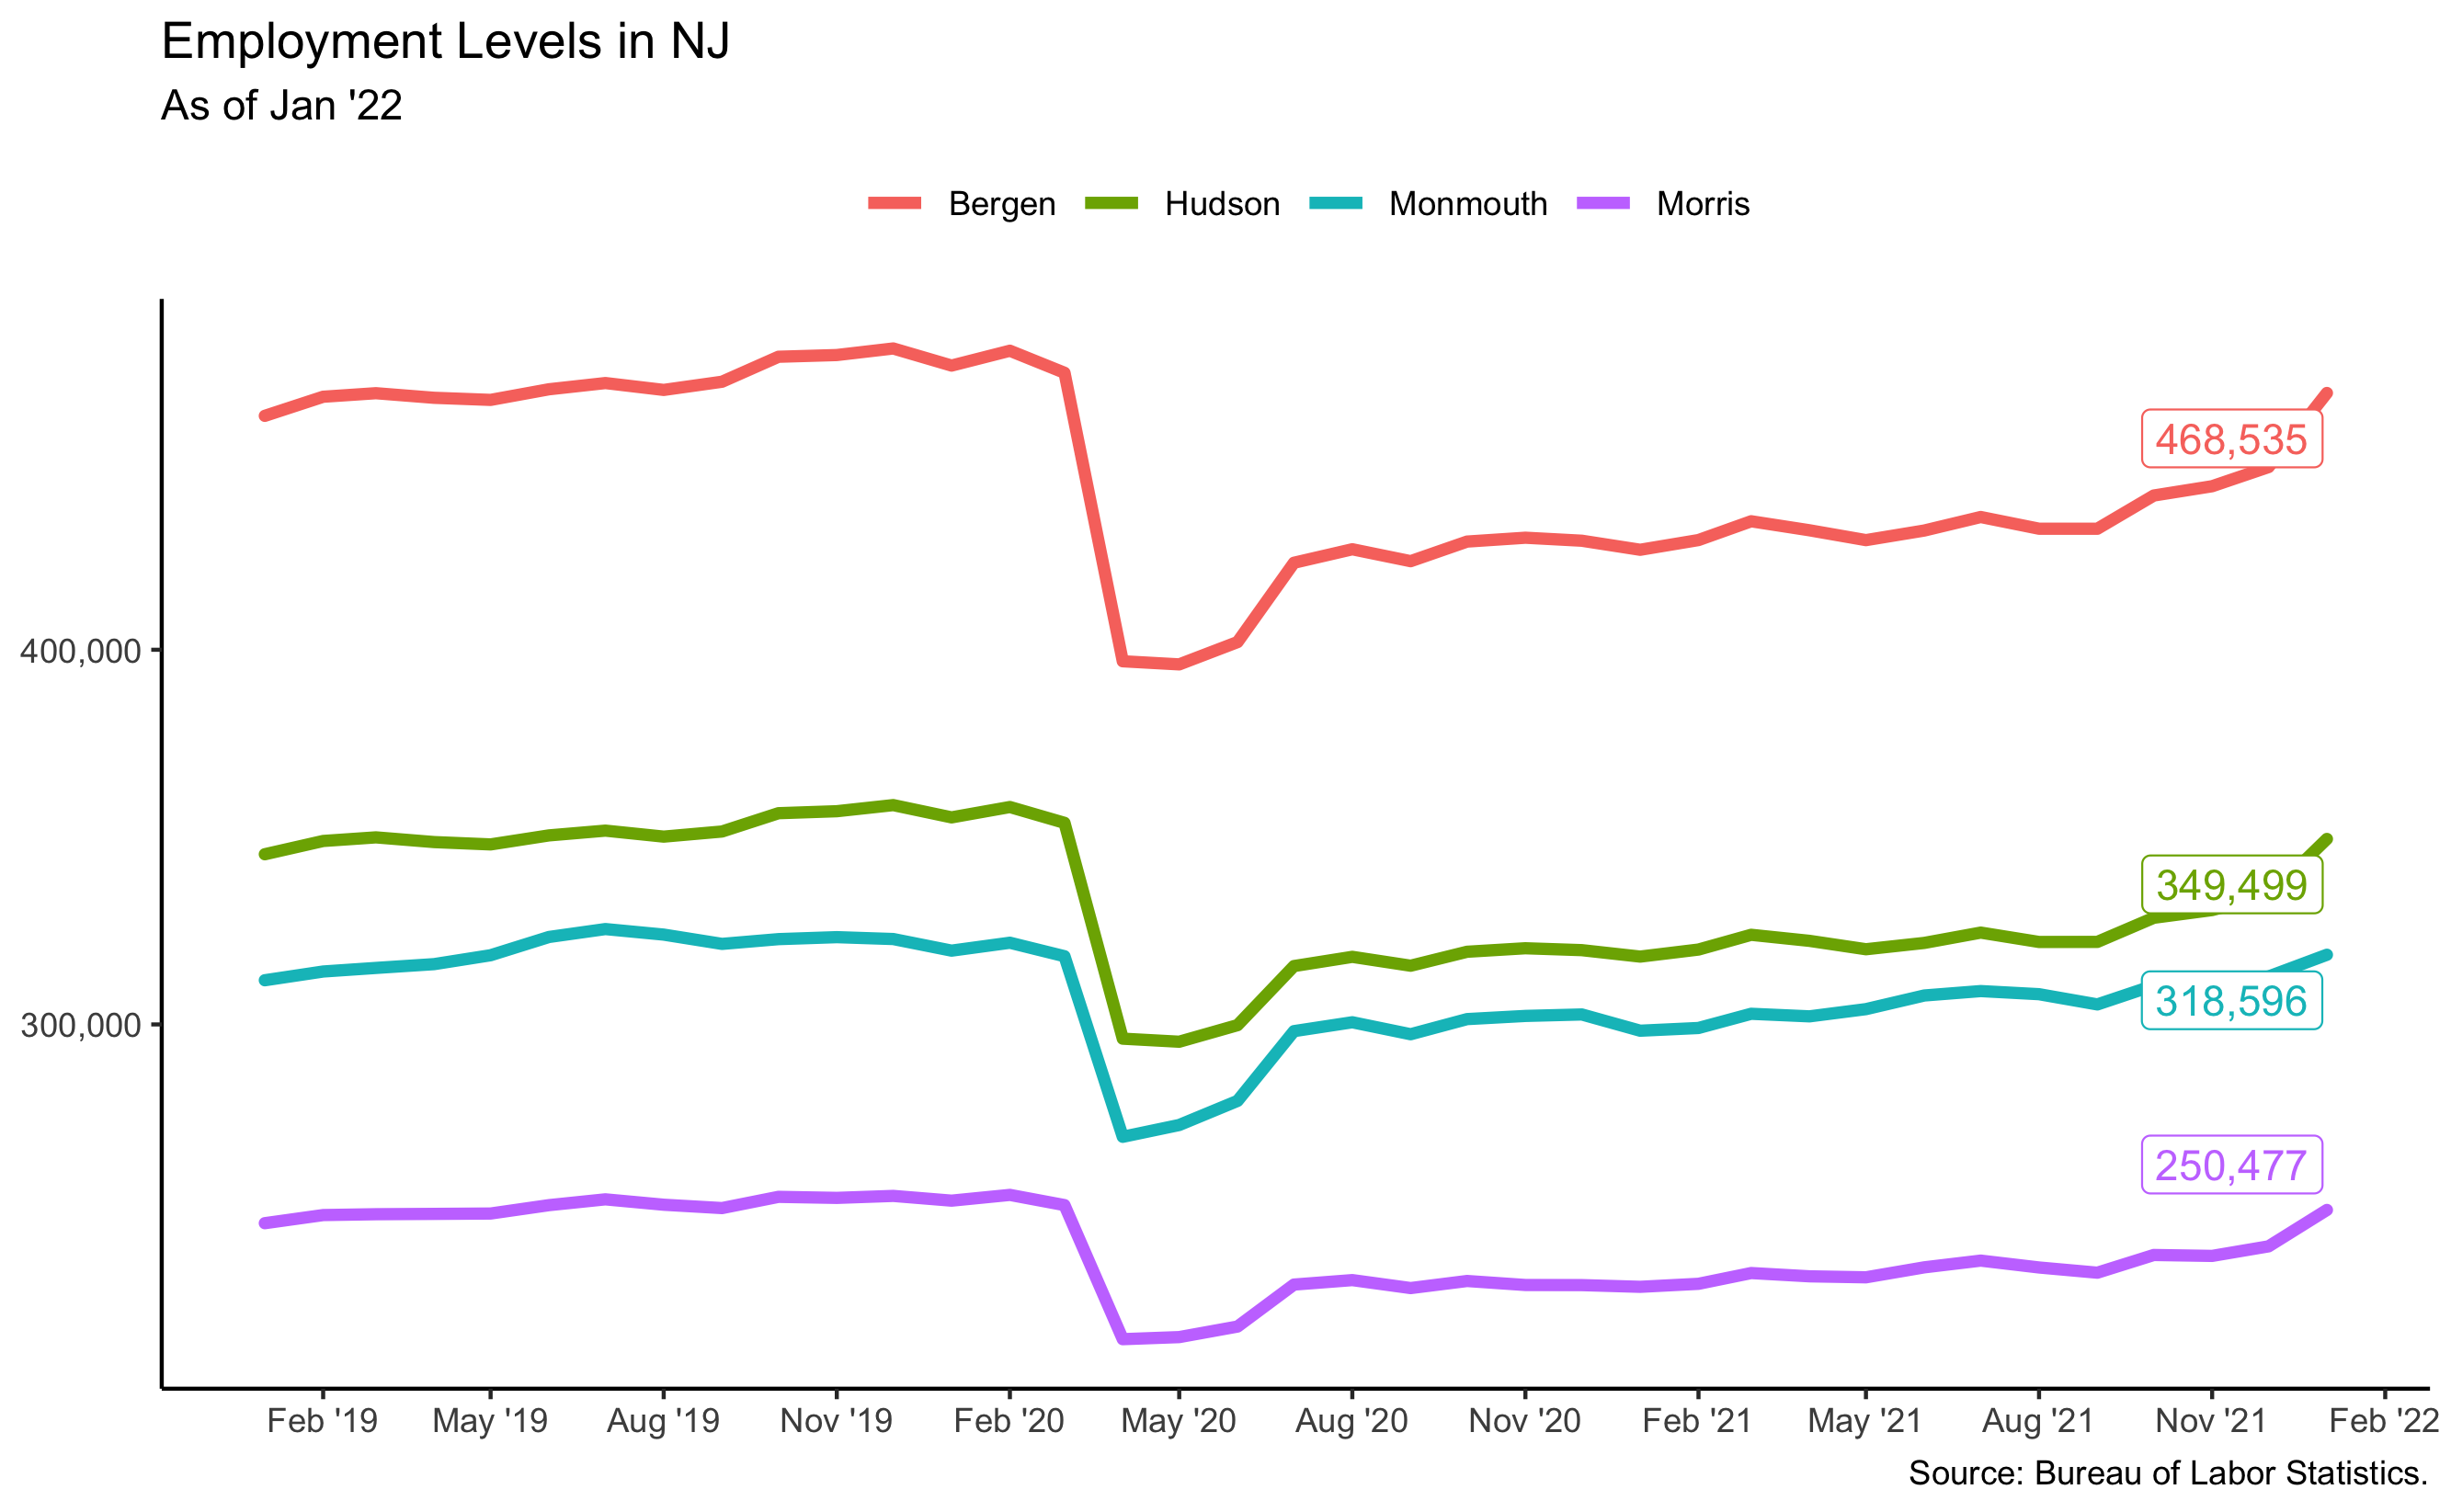 Employment Levels in NJ
As of Jan '22
Bergen Hudson Monmouth Morris
468,535
400,000
349,499
318,596
300,000
250,477
Feb '19 May '19 Aug '19 Nov '19 Feb '20 May '20 Aug '20 Nov '20 Feb '21 May '21 Aug '21 Nov '21 Feb '22
Source: Bureau of Labor Statistics.